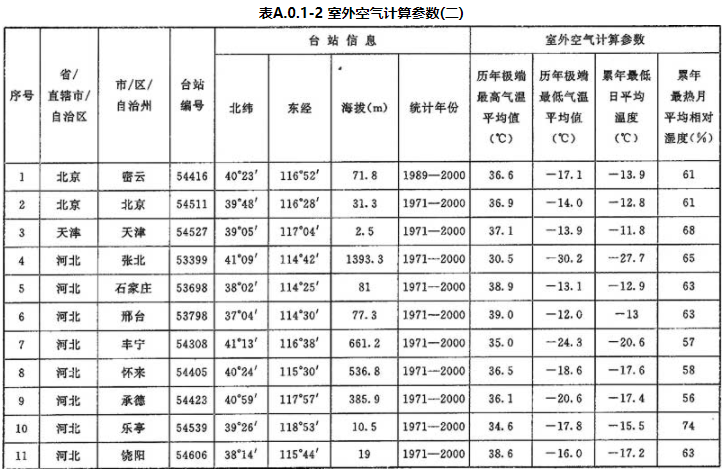 表A.0.1-2 室外空气计算参数(二)
序号 省/直辖市/自治区 市/区/自治州 台站编号 台站信息 室外空气计算参数
北纬 东经 海拔(m) 统计年份 历年极端最高气温平均值(℃) 历年极端最低气温平均值(℃) 累年最低日平均温度(℃) 累年最热月平均相对湿度(%)
1 北京 密云 54416 40°23′ 116°52′ 71.8 1989—2000 36.6 −17.1 −13.9 61
2 北京 北京 54511 39°48′ 116°28′ 31.3 1971—2000 36.9 −14.0 −12.8 61
3 天津 天津 54527 39°05′ 117°04′ 2.5 1971—2000 37.1 −13.9 −11.8 68
4 河北 张北 53399 41°09′ 114°42′ 1393.3 1971—2000 30.5 −30.2 −27.7 65
5 河北 石家庄 53698 38°02′ 114°25′ 81 1971—2000 38.9 −13.1 −12.9 63
6 河北 邢台 53798 37°04′ 114°30′ 77.3 1971—2000 39.0 −12.0 −13 63
7 河北 丰宁 54308 41°13′ 116°38′ 661.2 1971—2000 35.0 −24.3 −20.6 57
8 河北 怀来 54405 40°24′ 115°30′ 536.8 1971—2000 36.5 −18.6 −17.6 58
9 河北 承德 54423 40°59′ 117°57′ 385.9 1971—2000 36.1 −20.6 −17.4 56
10 河北 乐亭 54539 39°26′ 118°53′ 10.5 1971—2000 34.6 −17.8 −15.5 74
11 河北 饶阳 54606 38°14′ 115°44′ 19 1971—2000 38.6 −16.0 −17.2 63